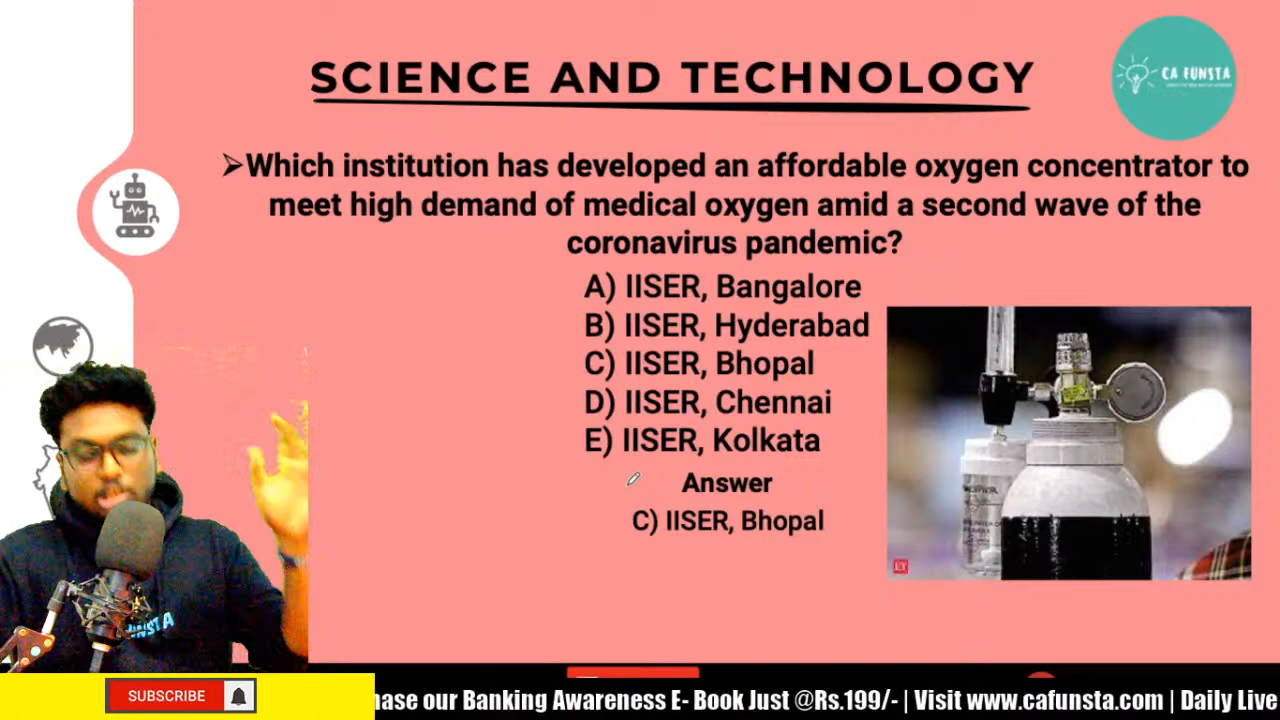 SCIENCE AND TECHNOLOGY
CA FUNSTA
➢Which institution has developed an affordable oxygen concentrator to
meet high demand of medical oxygen amid a second wave of the
coronavirus pandemic?
A) IISER, Bangalore
B) IISER, Hyderabad
C) IISER, Bhopal
D) IISER, Chennai
E) IISER, Kolkata
Answer
C) IISER, Bhopal
SUBSCRIBE
hase our Banking Awareness E- Book Just @Rs.199/- | Visit www.cafunsta.com | Daily Live